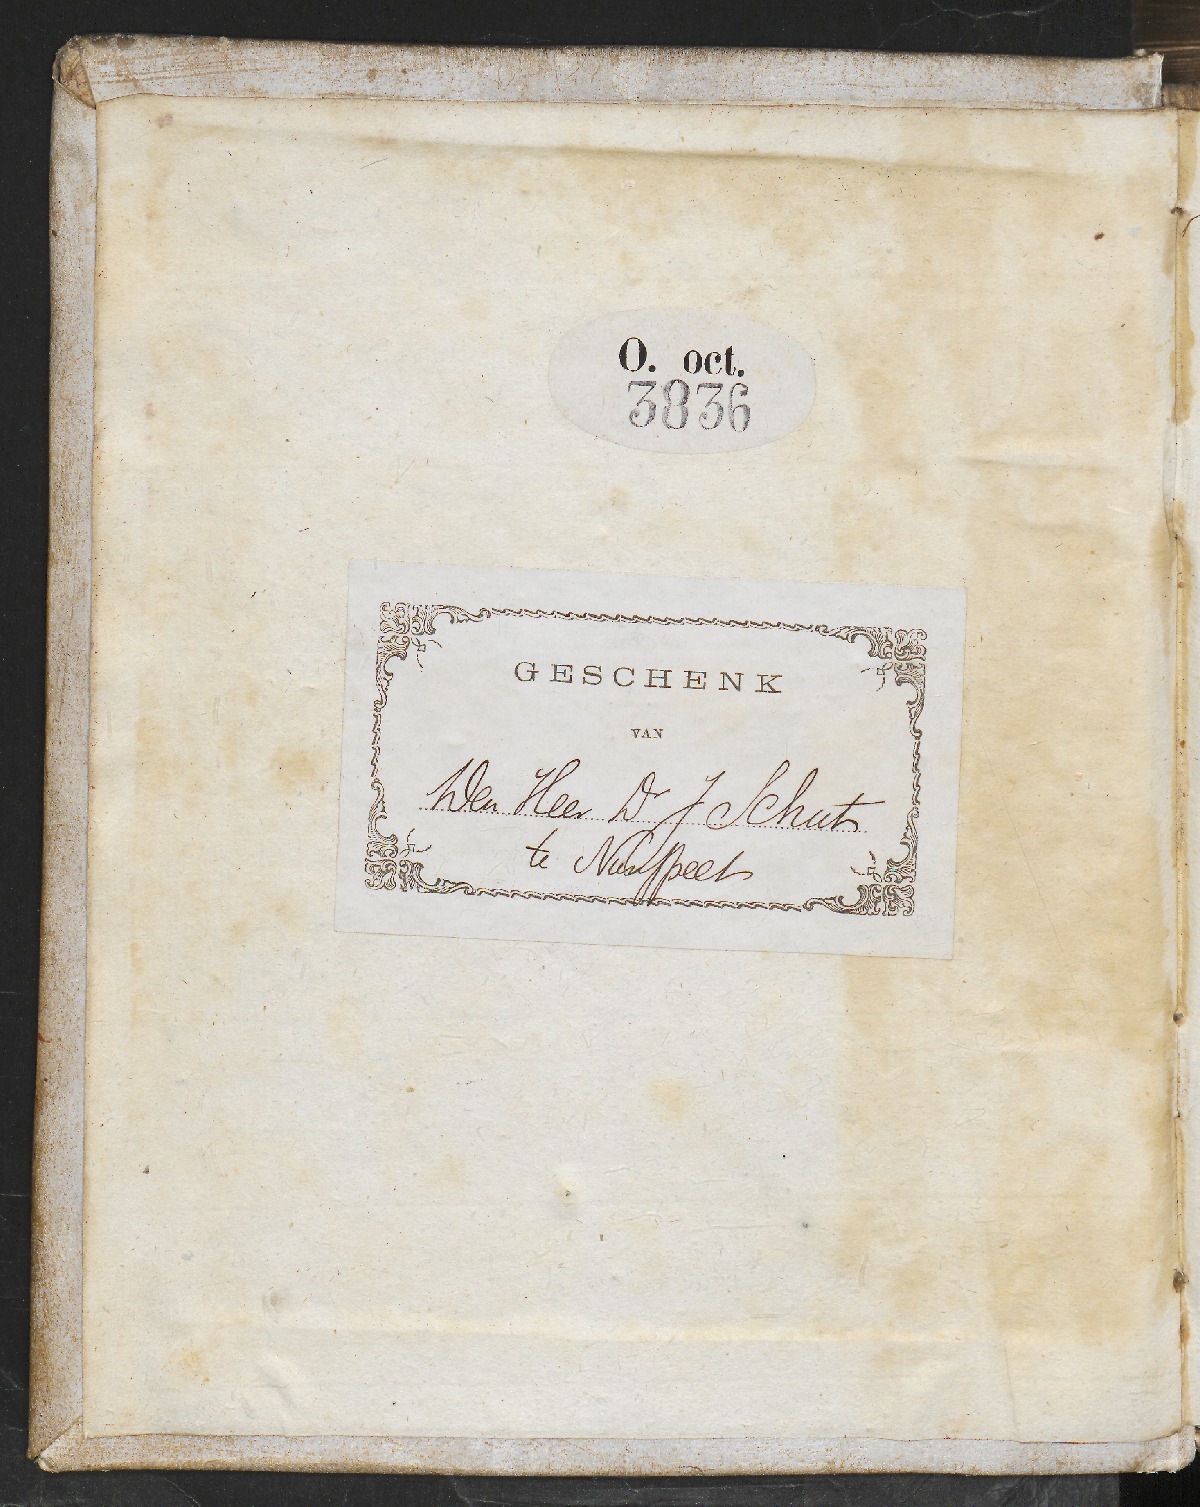 O. oct.
3836
GESCHENK
VAN
Den Heer Dr J Schut
te Nunspeet